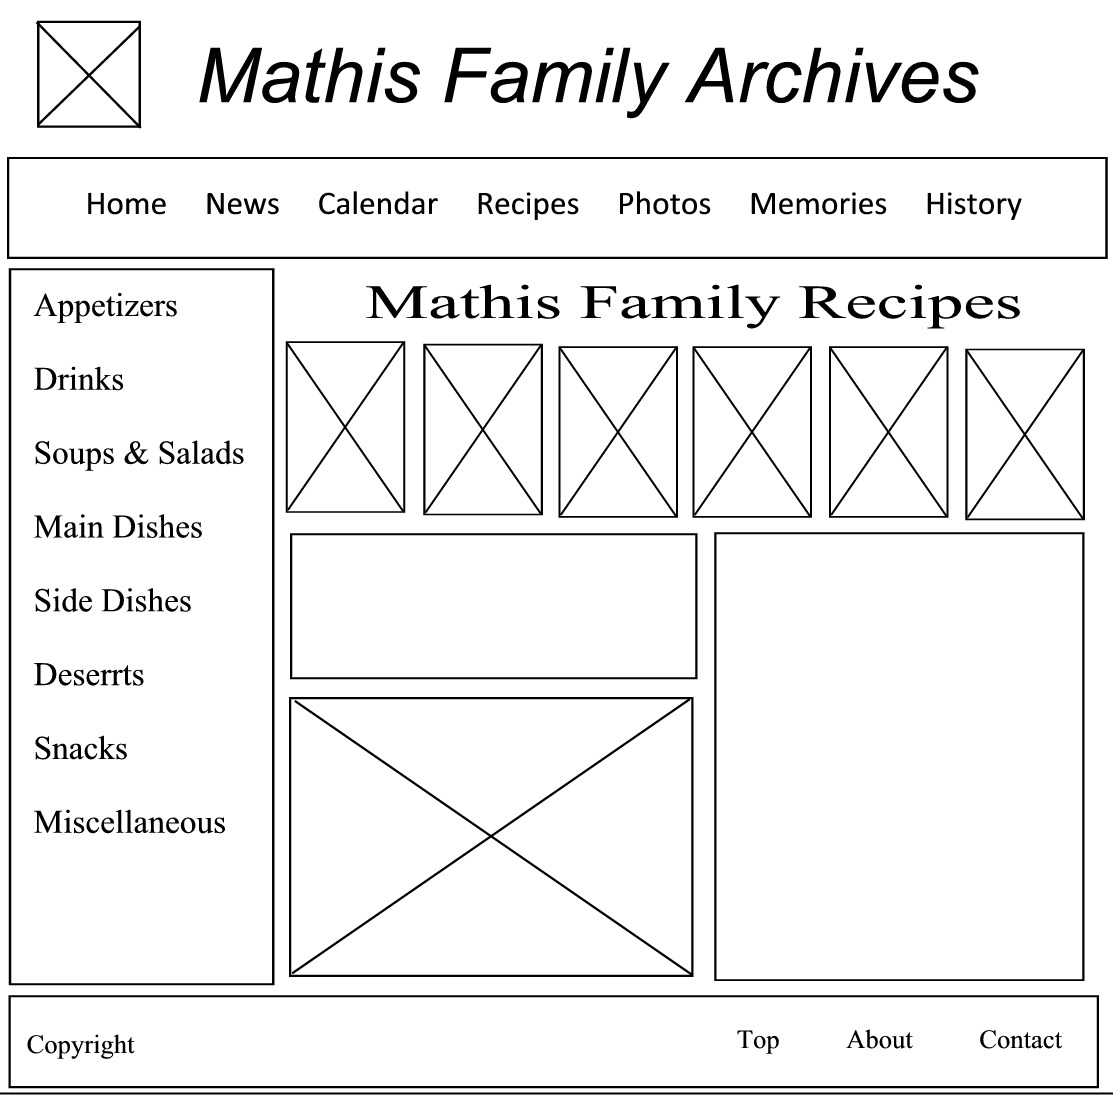 Mathis Family Archives
Home News Calendar Recipes Photos Memories History
Mathis Family Recipes
Appetizers
Drinks
Soups & Salads
Main Dishes
Side Dishes
Deserrts
Snacks
Miscellaneous
Copyright
Top About Contact